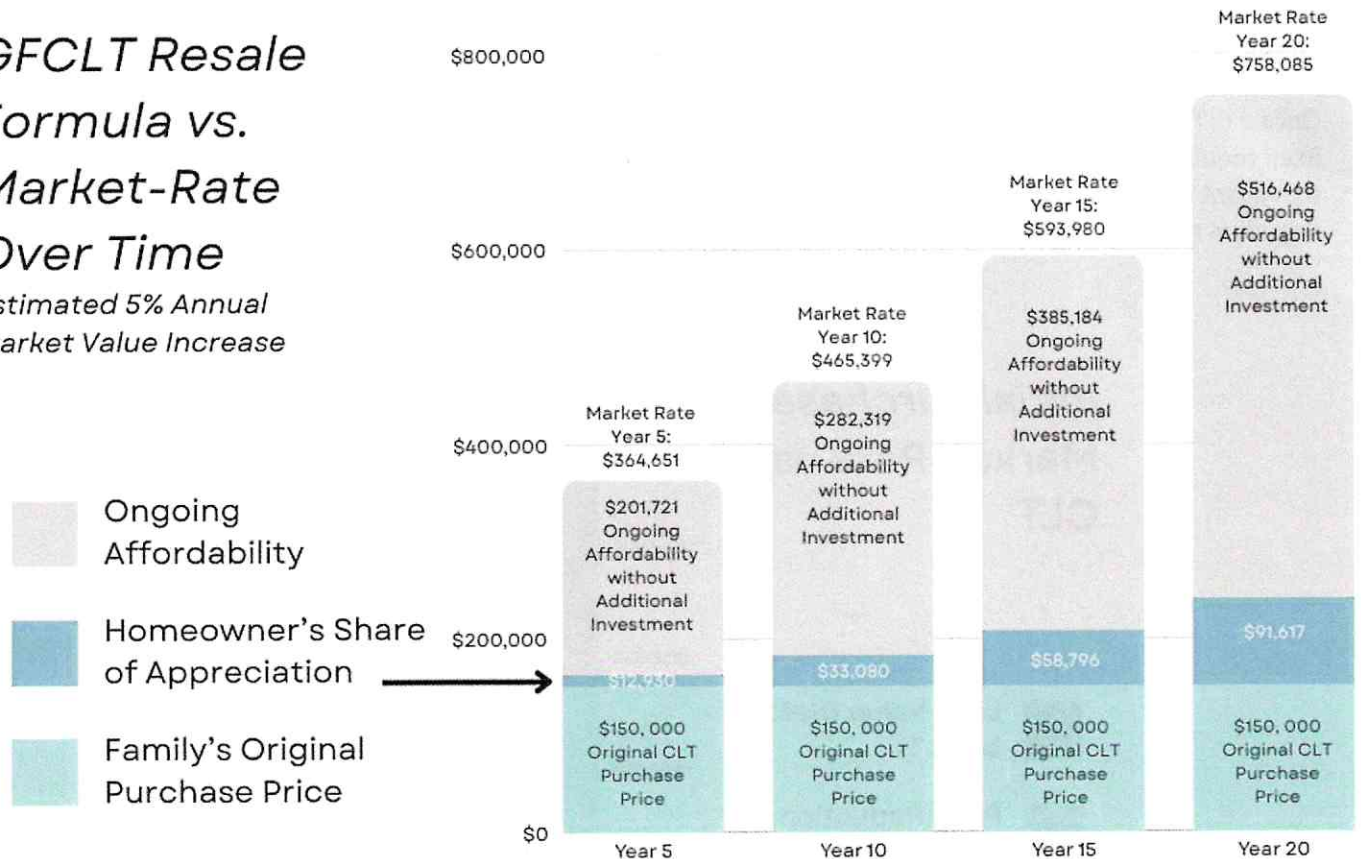 GFCLT Resale
Formula vs.
Market-Rate
Over Time
Estimated 5% Annual
Market Value Increase
Ongoing
Affordability
Homeowner's Share
of Appreciation
Family's Original
Purchase Price
$800,000
$600,000
$400,000
$200,000
$0
Market Rate
Year 5:
$364,651
$201,721
Ongoing
Affordability
without
Additional
Investment
$12,930
$150, 000
Original CLT
Purchase
Price
Year 5
Market Rate
Year 10:
$465,399
$282,319
Ongoing
Affordability
without
Additional
Investment
$33,080
$150, 000
Original CLT
Purchase
Price
Year 10
Market Rate
Year 15:
$593,980
$385,184
Ongoing
Affordability
without
Additional
Investment
$58,796
$150, 000
Original CLT
Purchase
Price
Year 15
Market Rate
Year 20:
$758,085
$516,468
Ongoing
Affordability
without
Additional
Investment
$91,617
$150, 000
Original CLT
Purchase
Price
Year 20